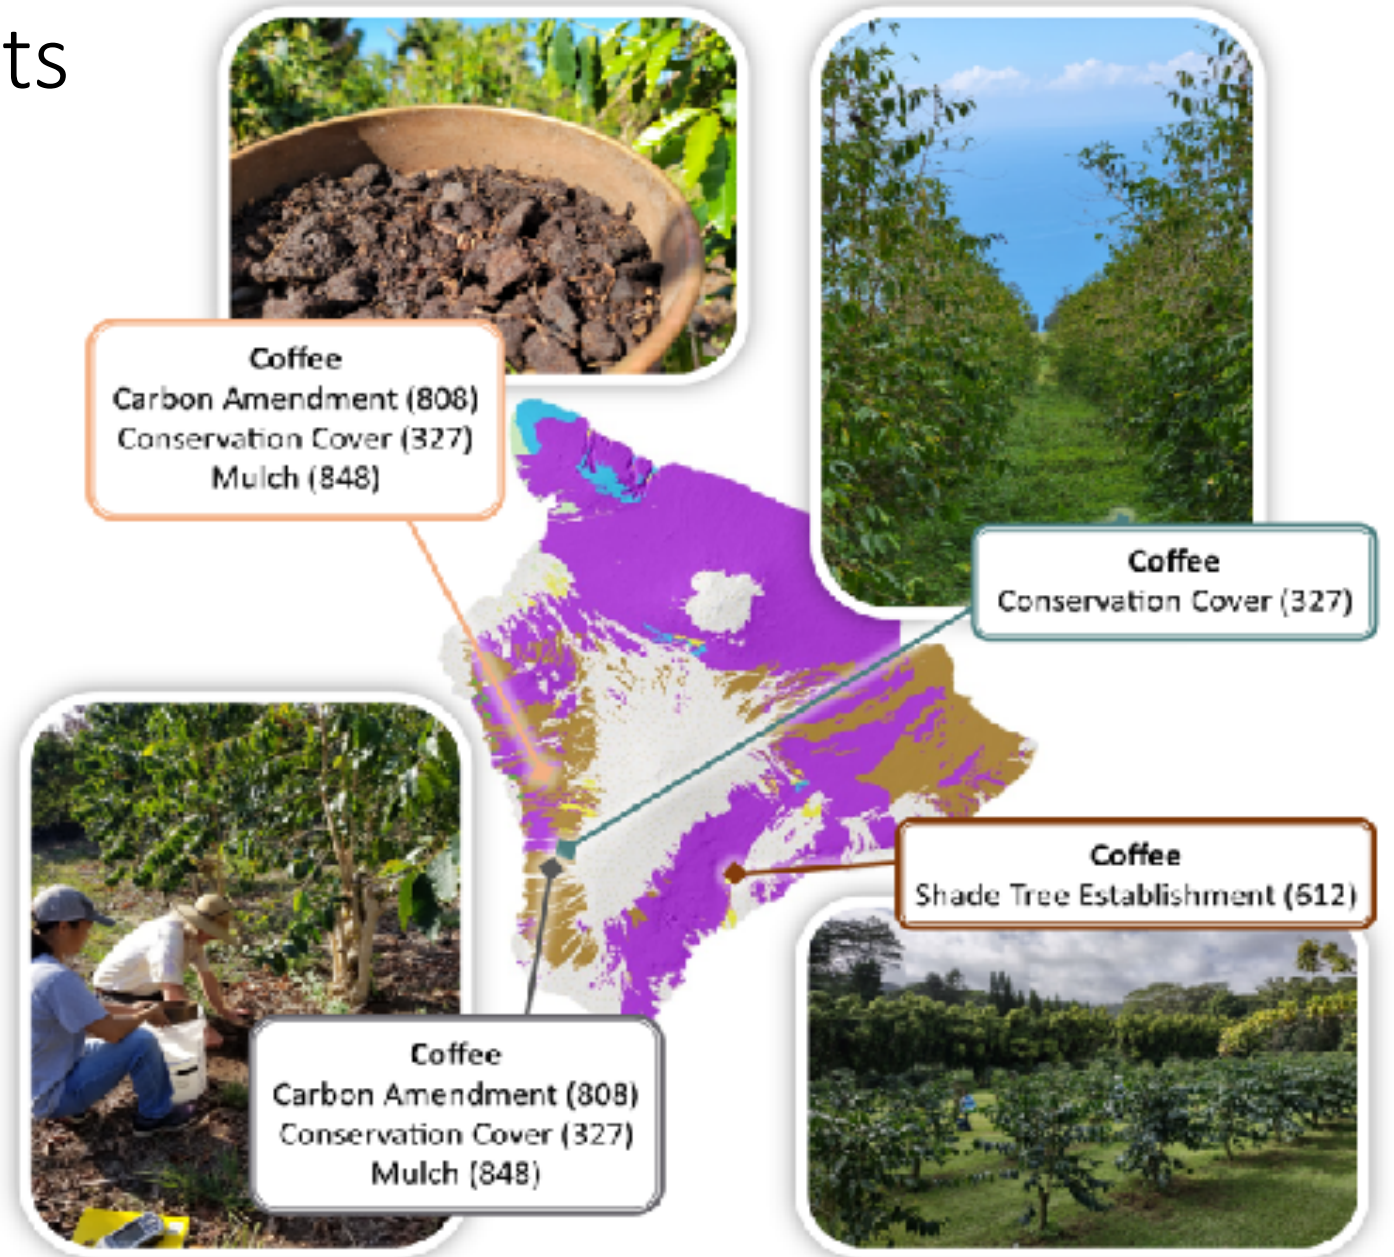 ts
Coffee
Carbon Amendment (808)
Conservation Cover (327)
Mulch (848)
Coffee
Conservation Cover (327)
Coffee
Shade Tree Establishment (612)
Coffee
Carbon Amendment (808)
Conservation Cover (327)
Mulch (848)